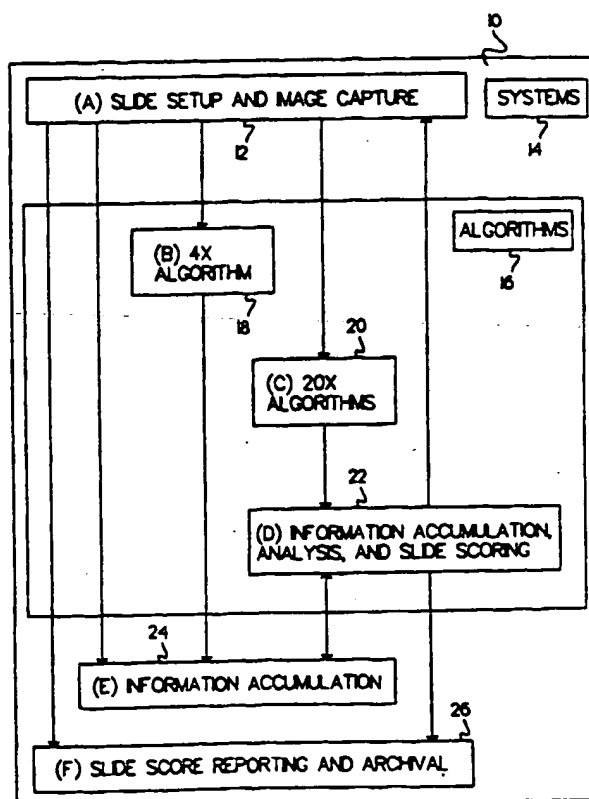 10
(A) SLIDE SETUP AND IMAGE CAPTURE
12
SYSTEMS
14
ALGORITHMS
16
(B) 4X
ALGORITHM
18
20
(C) 20X
ALGORITHMS
22
(D) INFORMATION ACCUMULATION,
ANALYSIS, AND SLIDE SCORING
24
(E) INFORMATION ACCUMULATION
26
(F) SLIDE SCORE REPORTING AND ARCHIVAL